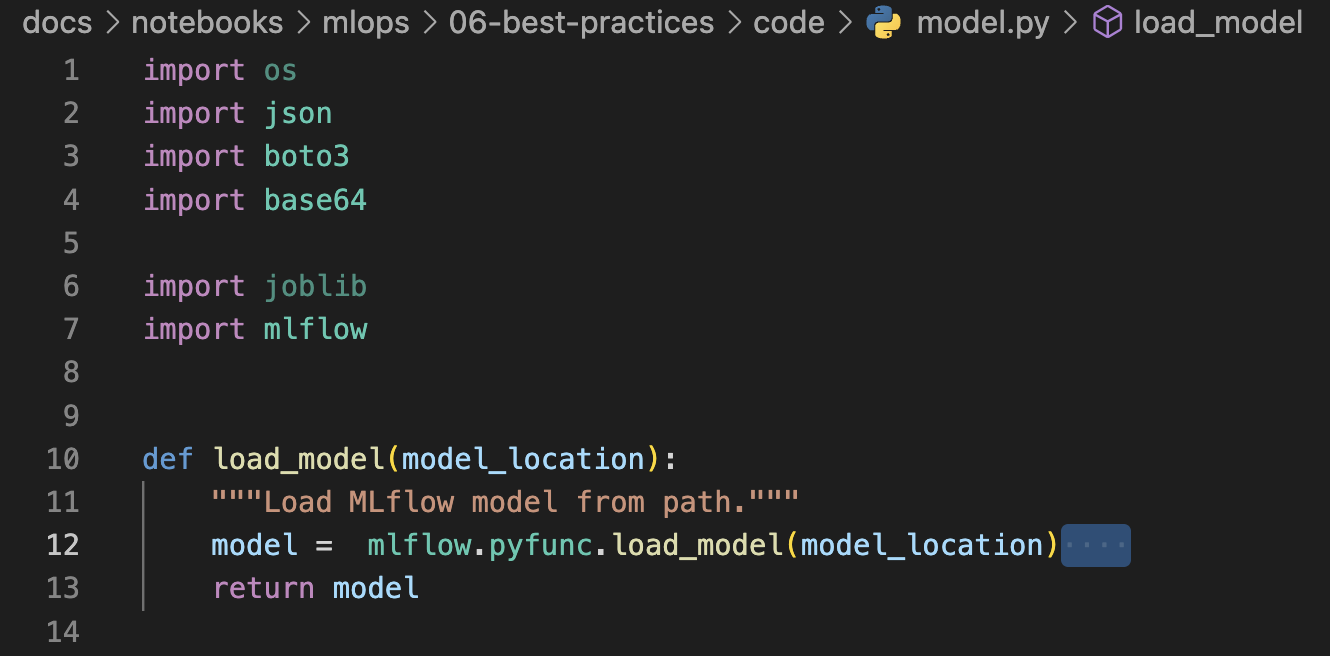 docs > notebooks > mlops > 06-best-practices > code > model.py > load_model
1 import os
2 import json
3 import boto3
4 import base64
5
6 import joblib
7 import mlflow
8
9
10 def load_model(model_location):
11     """Load MLflow model from path."""
12     model =  mlflow.pyfunc.load_model(model_location)····
13     return model
14